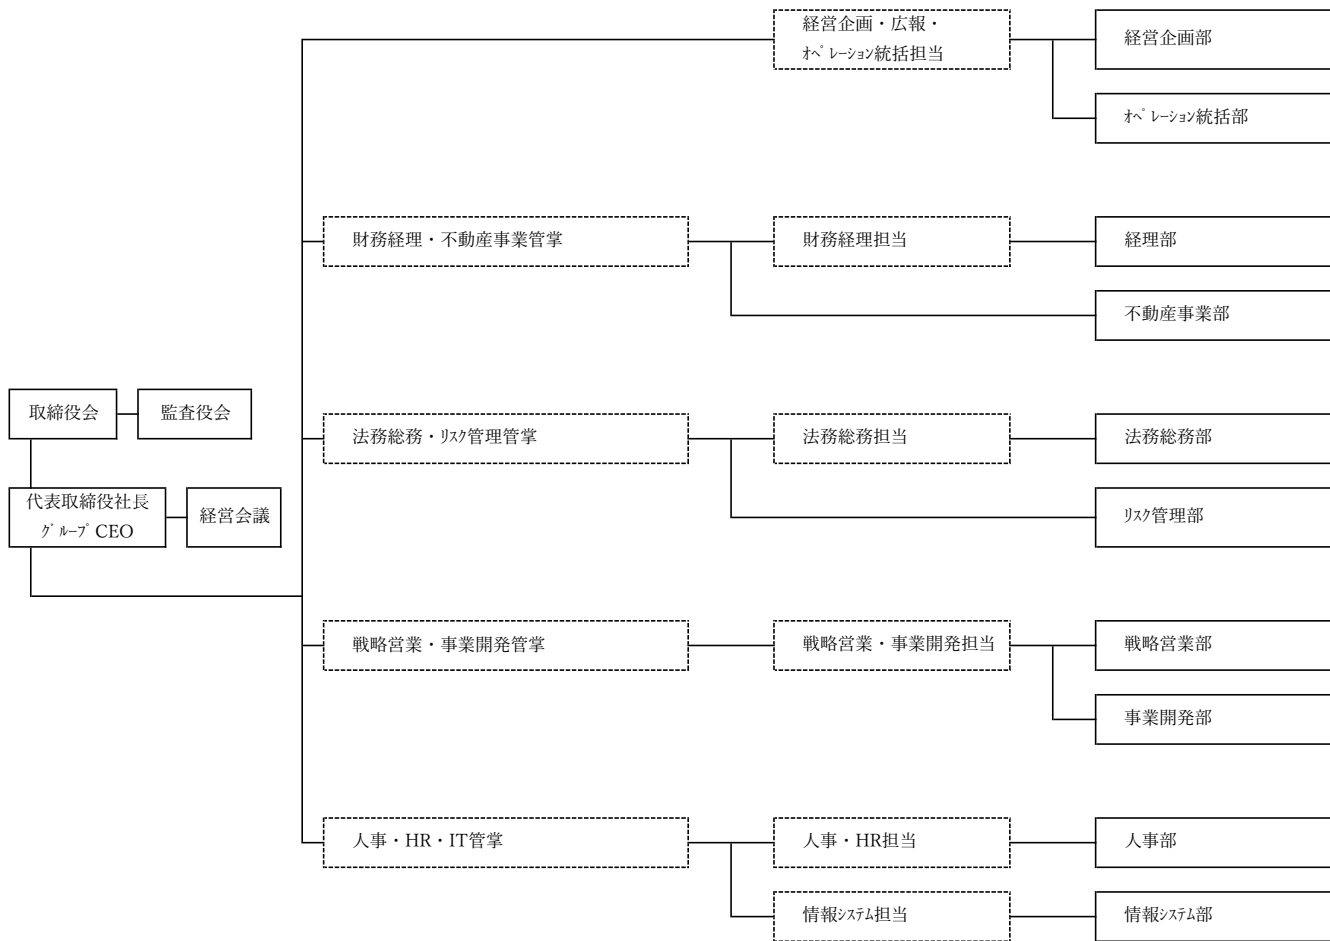 経営企画・広報・
ｵﾍﾟﾚｰｼｮﾝ統括担当
経営企画部
ｵﾍﾟﾚｰｼｮﾝ統括部
財務経理・不動産事業管掌
財務経理担当
経理部
不動産事業部
取締役会
監査役会
法務総務・ﾘｽｸ管理管掌
法務総務担当
法務総務部
代表取締役社長
ｸﾞﾙｰﾌﾟCEO
経営会議
ﾘｽｸ管理部
戦略営業・事業開発管掌
戦略営業・事業開発担当
戦略営業部
事業開発部
人事・HR・IT管掌
人事・HR担当
人事部
情報ｼｽﾃﾑ担当
情報ｼｽﾃﾑ部